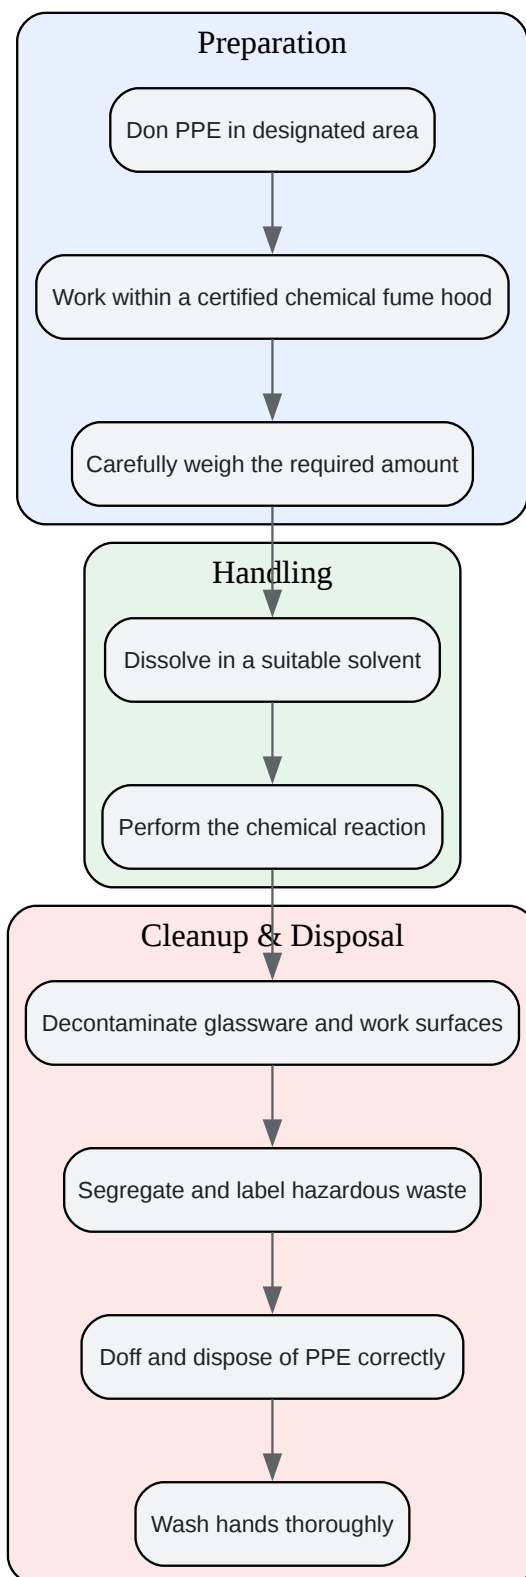 Preparation
Don PPE in designated area
Work within a certified chemical fume hood
Carefully weigh the required amount
Handling
Dissolve in a suitable solvent
Perform the chemical reaction
Cleanup & Disposal
Decontaminate glassware and work surfaces
Segregate and label hazardous waste
Doff and dispose of PPE correctly
Wash hands thoroughly